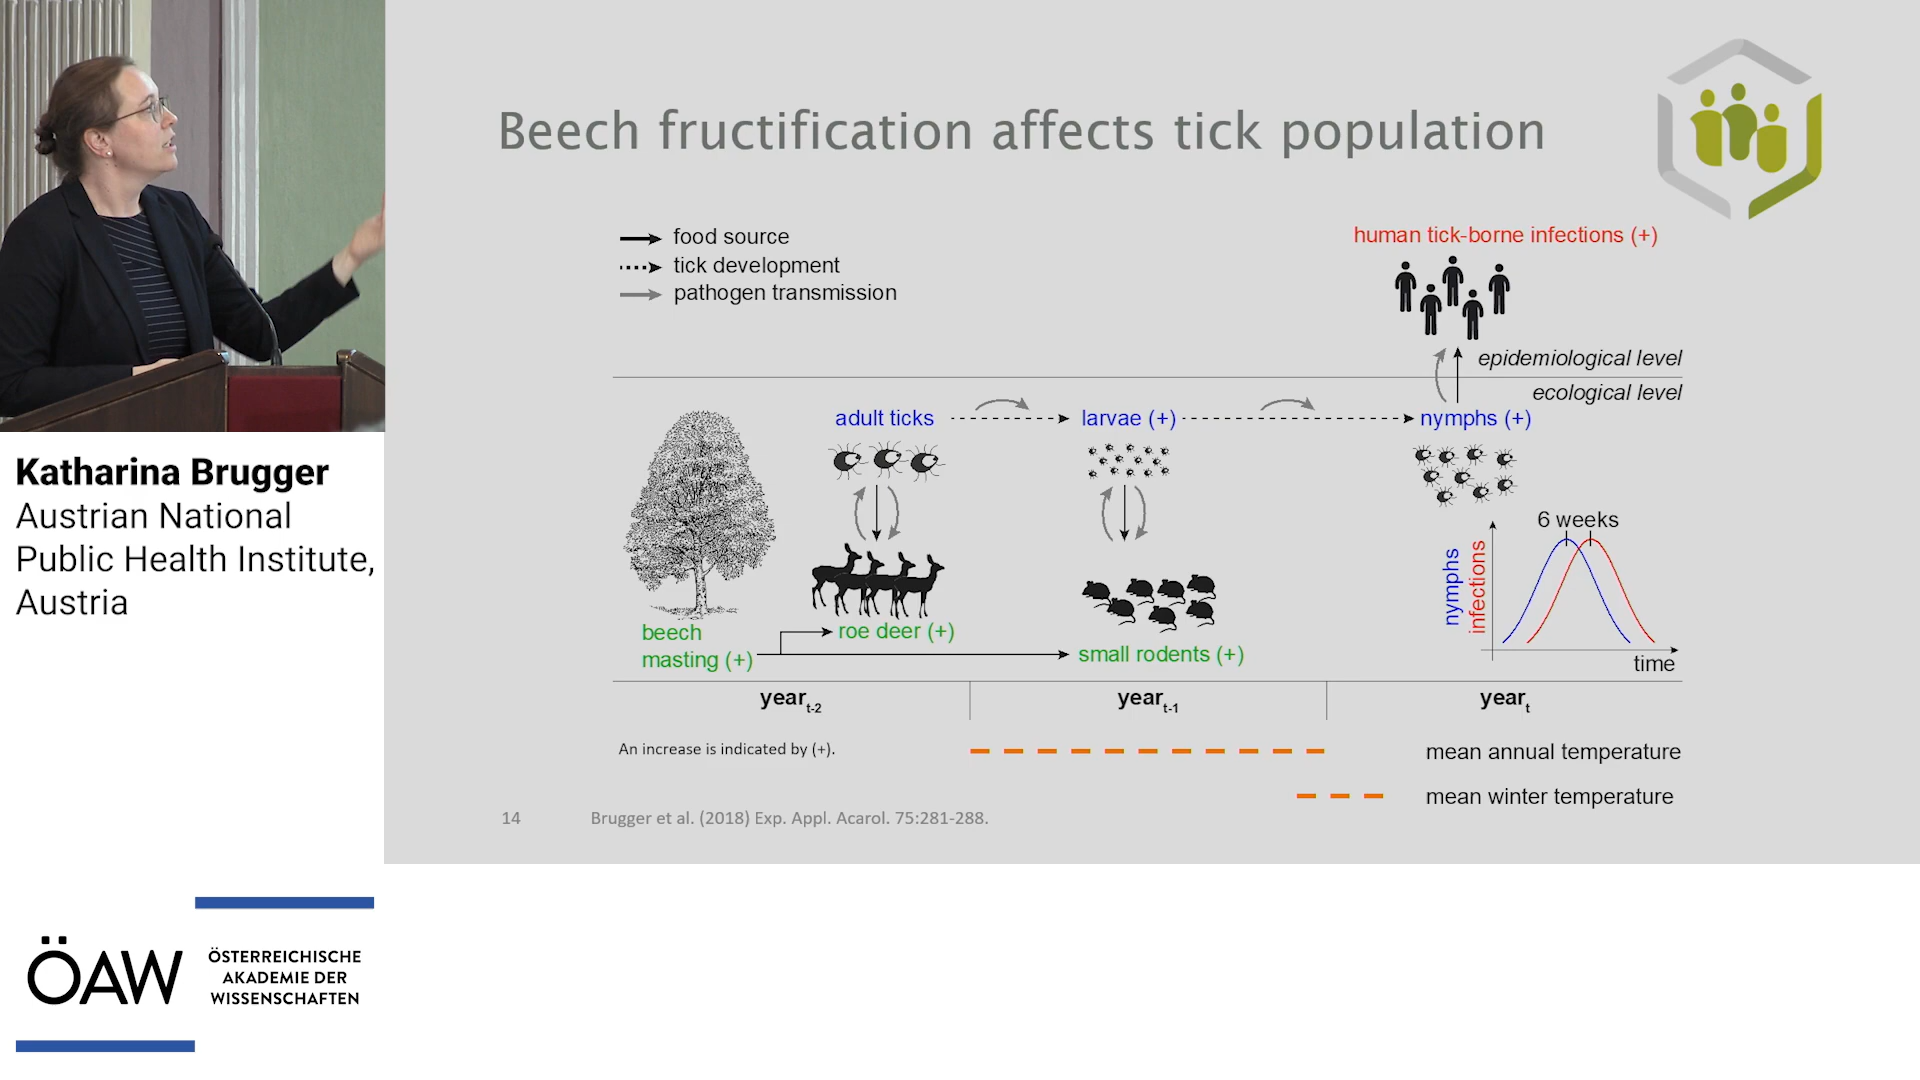 Beech fructification affects tick population
food source
tick development
pathogen transmission
human tick-borne infections (+)
epidemiological level
ecological level
adult ticks
larvae (+)
nymphs (+)
6 weeks
nymphs
infections
time
beech
masting (+)
roe deer (+)
small rodents (+)
year t-2
year t-1
year t
An increase is indicated by (+).
mean annual temperature
mean winter temperature
14
Brugger et al. (2018) Exp. Appl. Acarol. 75:281-288.
Katharina Brugger
Austrian National
Public Health Institute,
Austria
ÖAW
ÖSTERREICHISCHE
AKADEMIE DER
WISSENSCHAFTEN